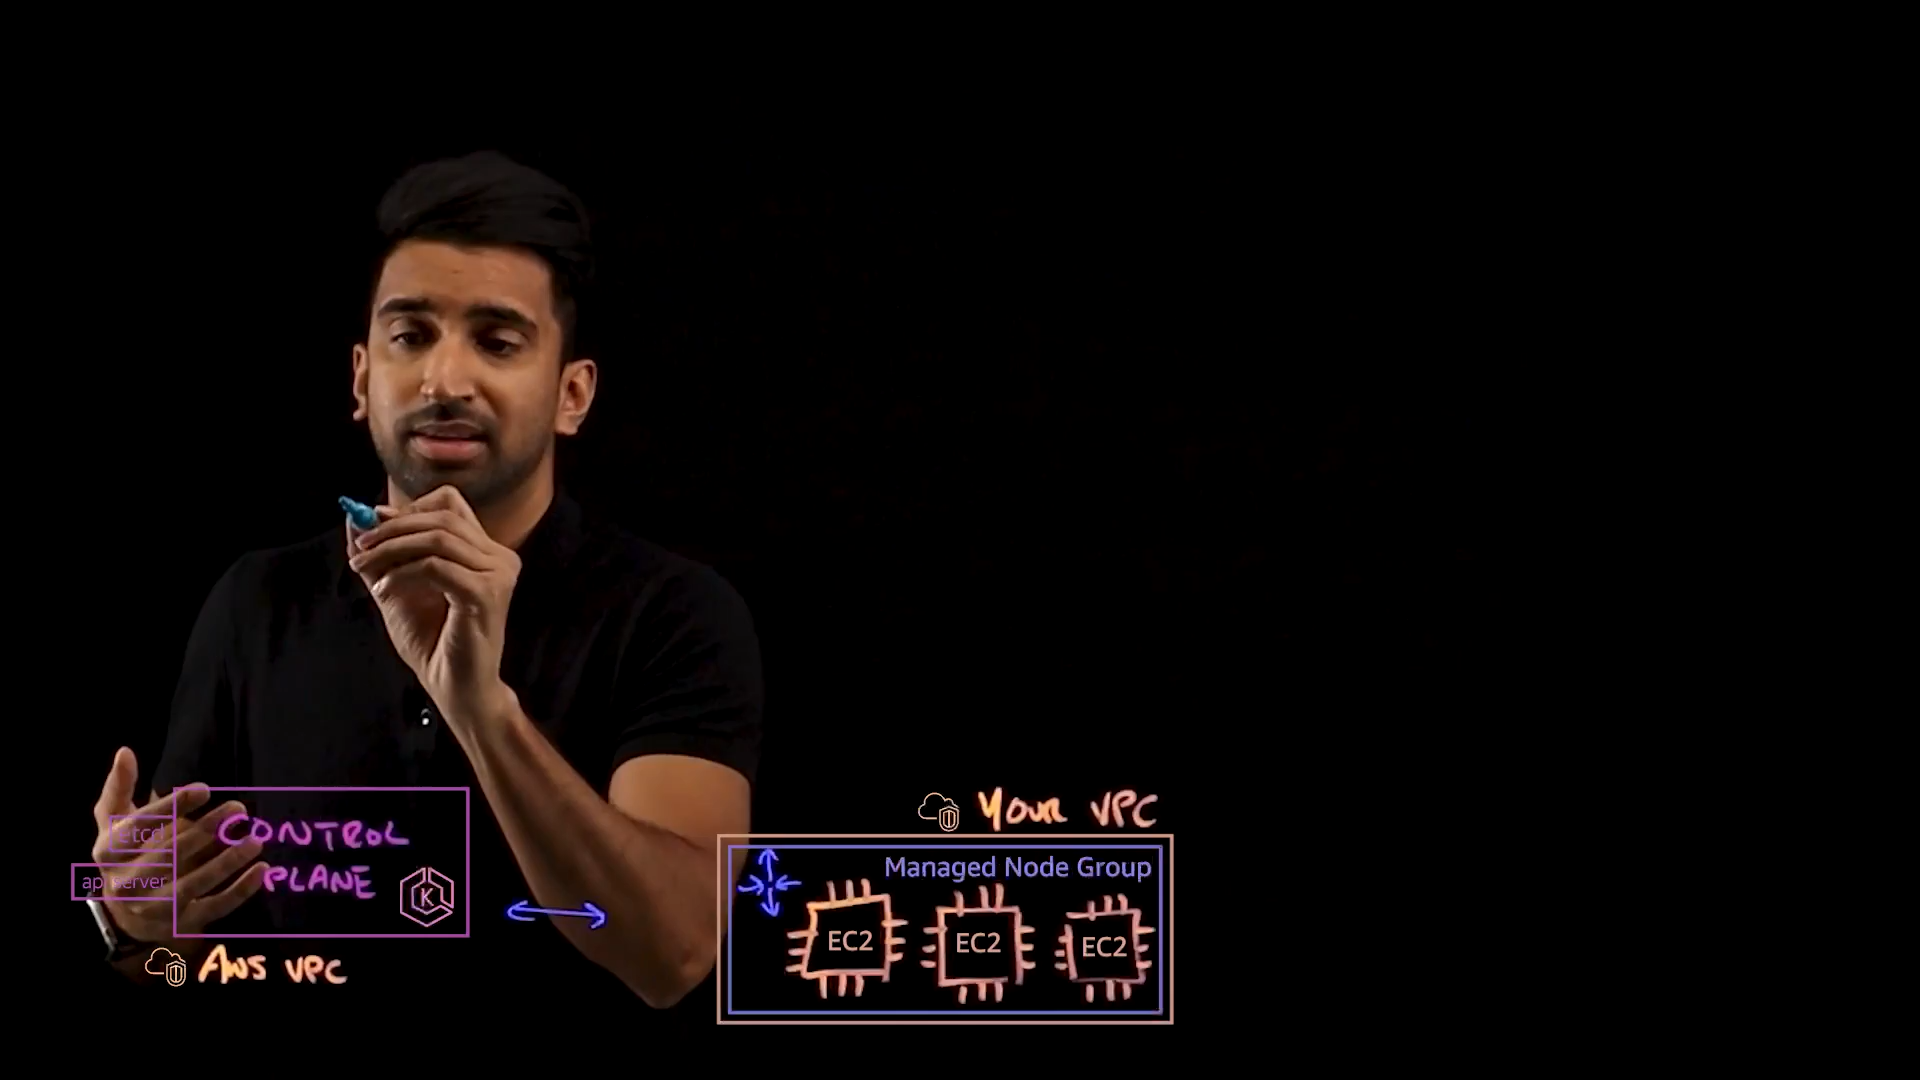 etcd
api server
CONTROL
PLANE
K
AWS VPC
Your VPC
Managed Node Group
EC2
EC2
EC2